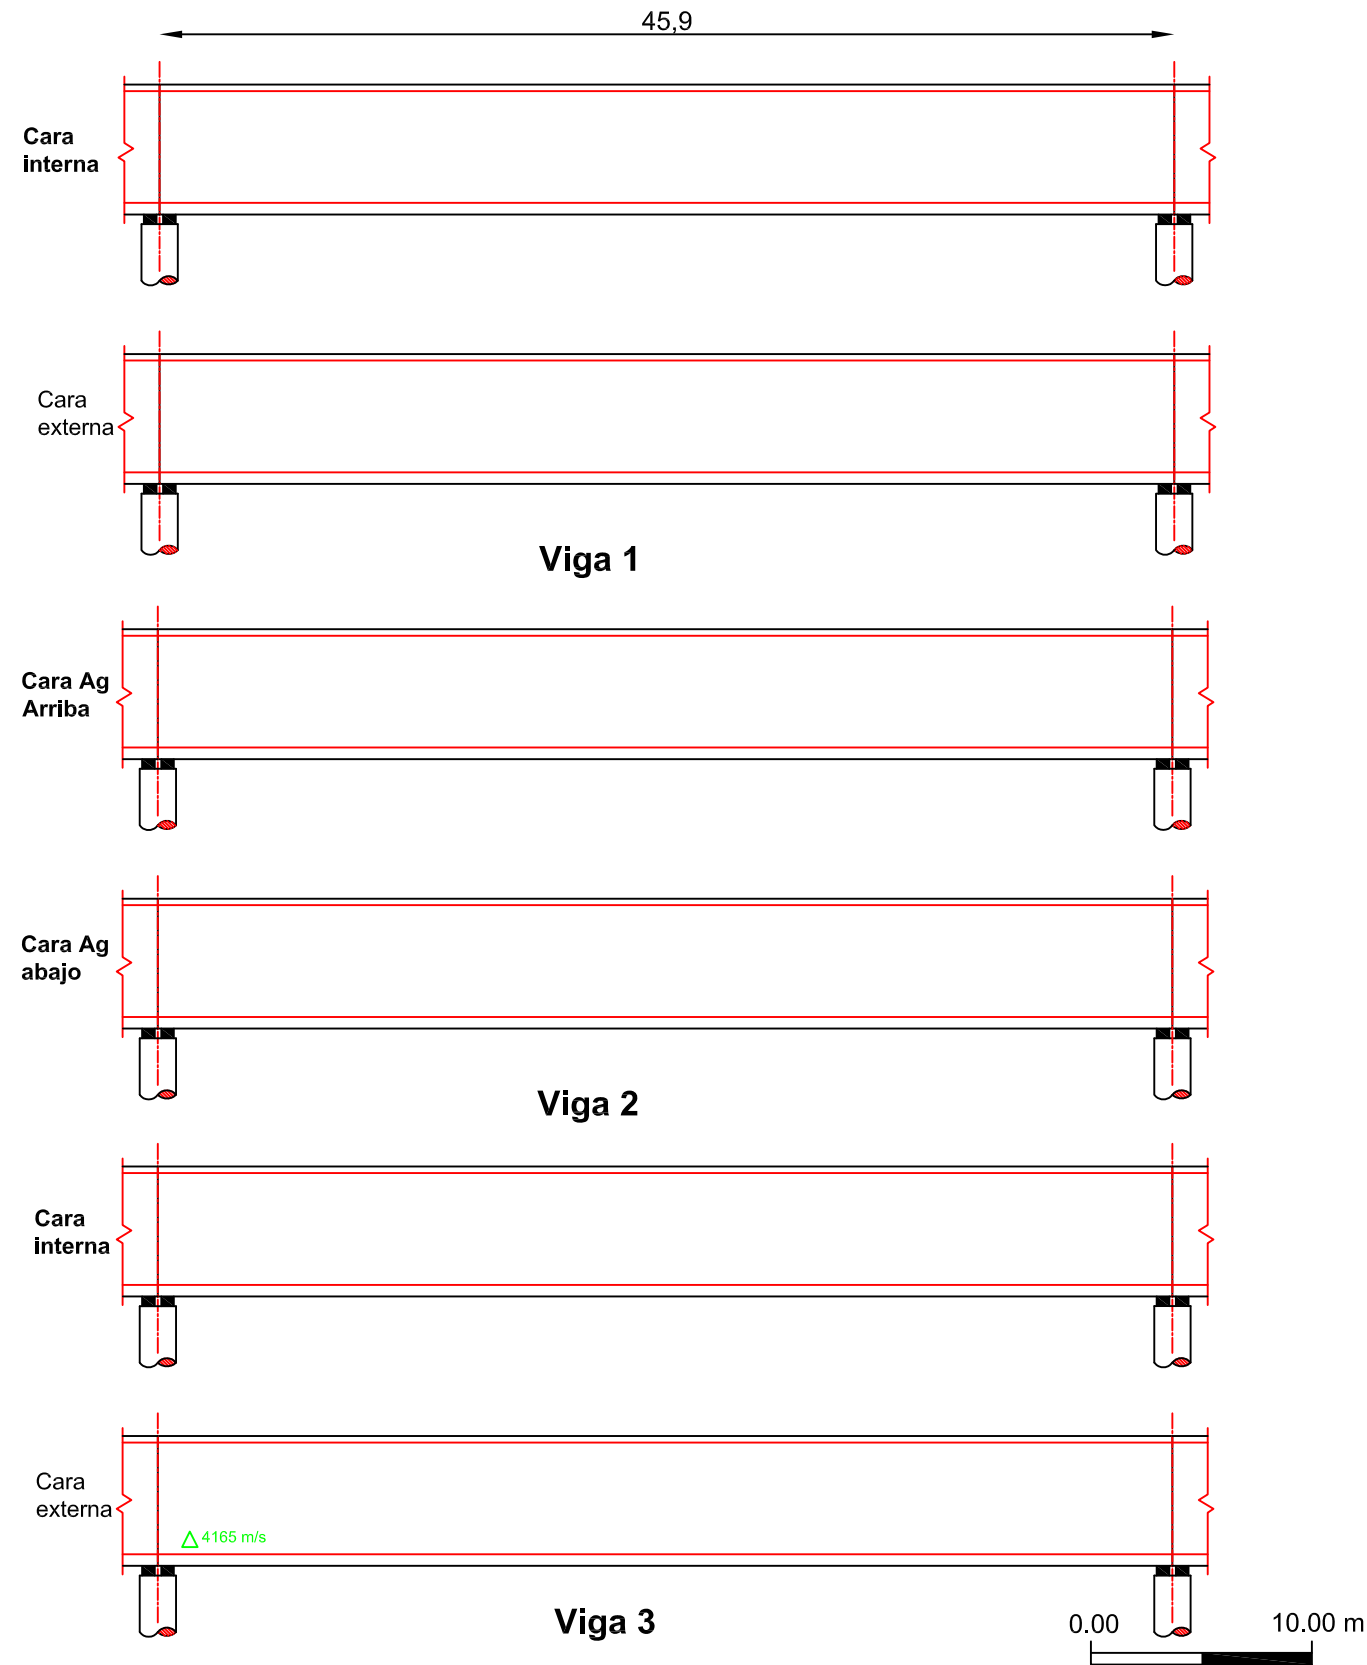 45,9
Cara
interna
Cara
externa
Viga 1
Cara Ag
Arriba
Cara Ag
abajo
Viga 2
Cara
interna
Cara
externa
4165 m/s
Viga 3
0.00
10.00 m